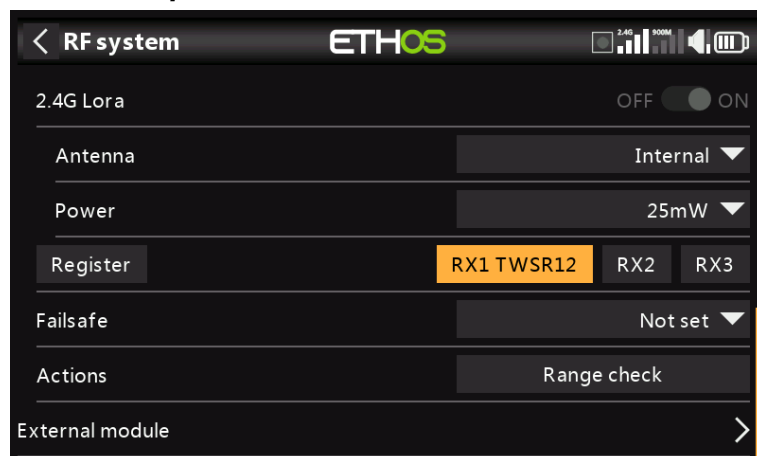 RF system ETHOS 2.4G 900M
2.4G Lora OFF ON
Antenna Internal
Power 25mW
Register RX1 TWSR12 RX2 RX3
Failsafe Not set
Actions Range check
External module